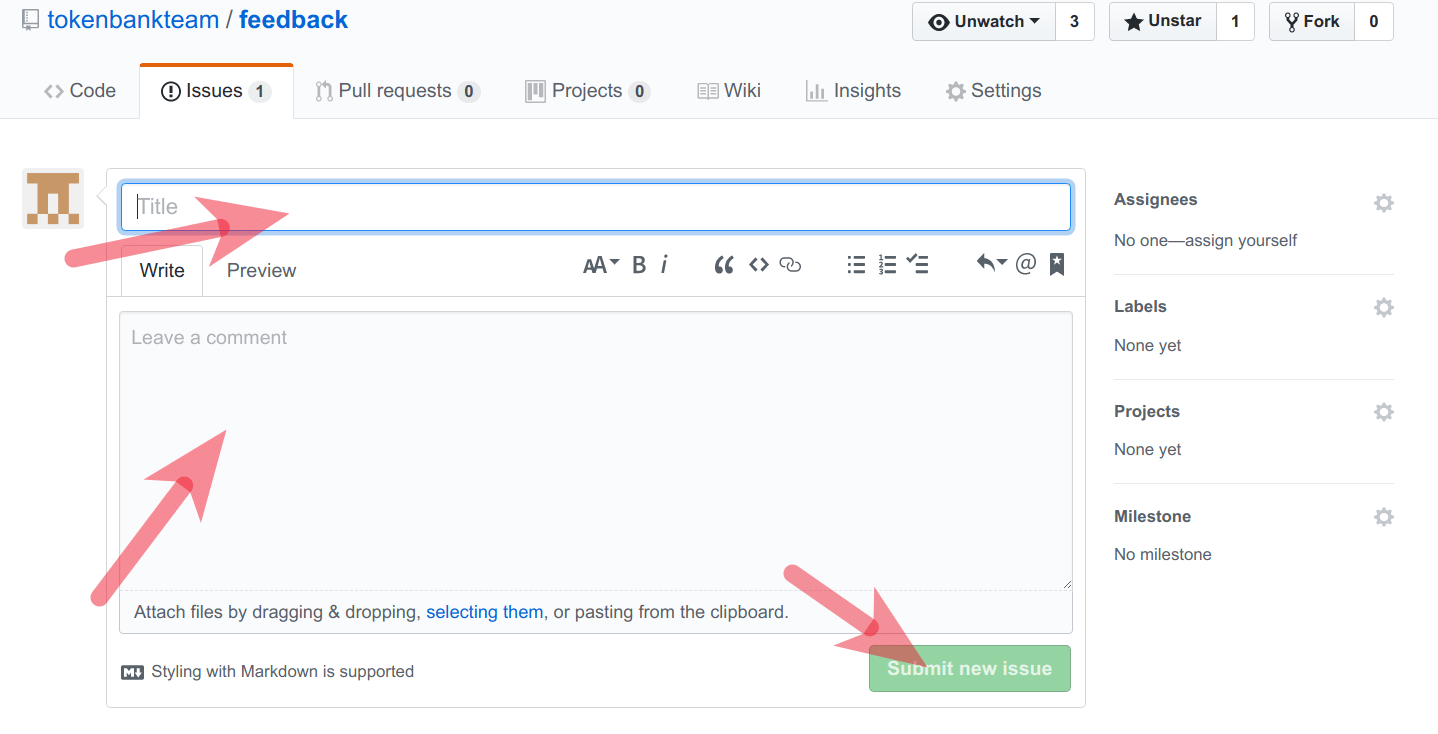 tokenbankteam / feedback
Unwatch 3
Unstar 1
Fork 0
Code
Issues 1
Pull requests 0
Projects 0
Wiki
Insights
Settings
Title
Write
Preview
AA B i
Leave a comment
Attach files by dragging & dropping, selecting them, or pasting from the clipboard.
Styling with Markdown is supported
Submit new issue
Assignees
No one—assign yourself
Labels
None yet
Projects
None yet
Milestone
No milestone